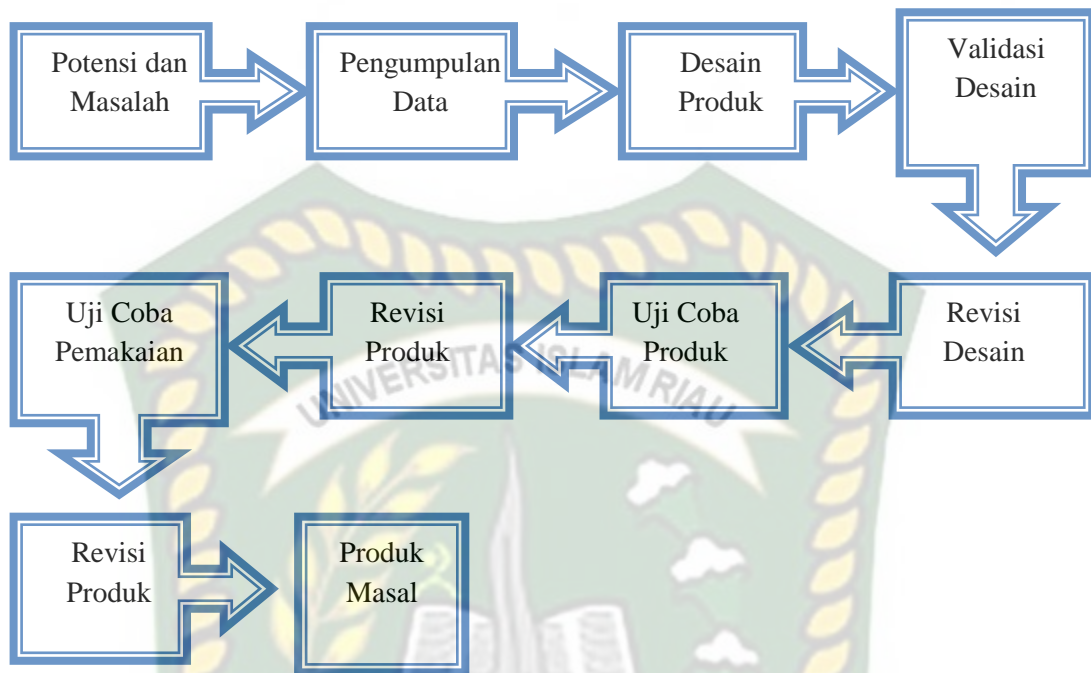 Potensi dan
Masalah
Pengumpulan
Data
Desain
Produk
Validasi
Desain
Uji Coba
Pemakaian
Revisi
Produk
Uji Coba
Produk
Revisi
Desain
UNIVERSITAS ISLAM RIAU
Revisi
Produk
Produk
Masal